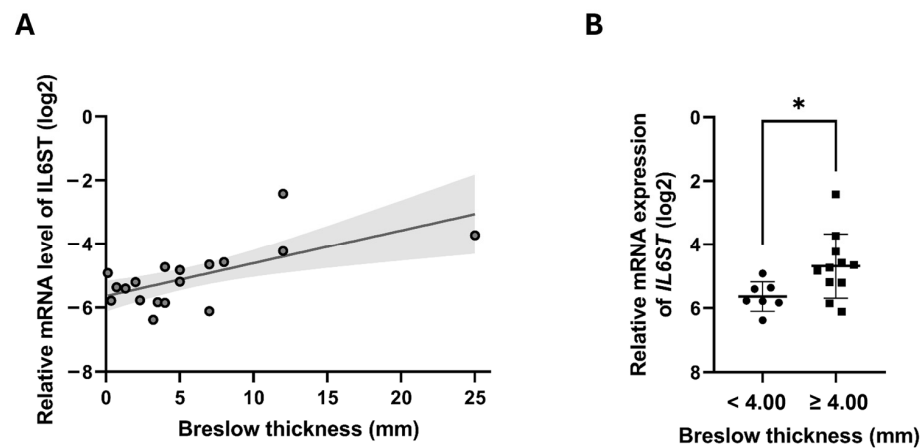 A
B
Relative mRNA level of IL6ST (log2)
0
−2
−4
−6
−8
0
5
10
15
20
25
Breslow thickness (mm)
Relative mRNA expression
of IL6ST (log2)
0
2
4
6
8
*
< 4.00
≥ 4.00
Breslow thickness (mm)